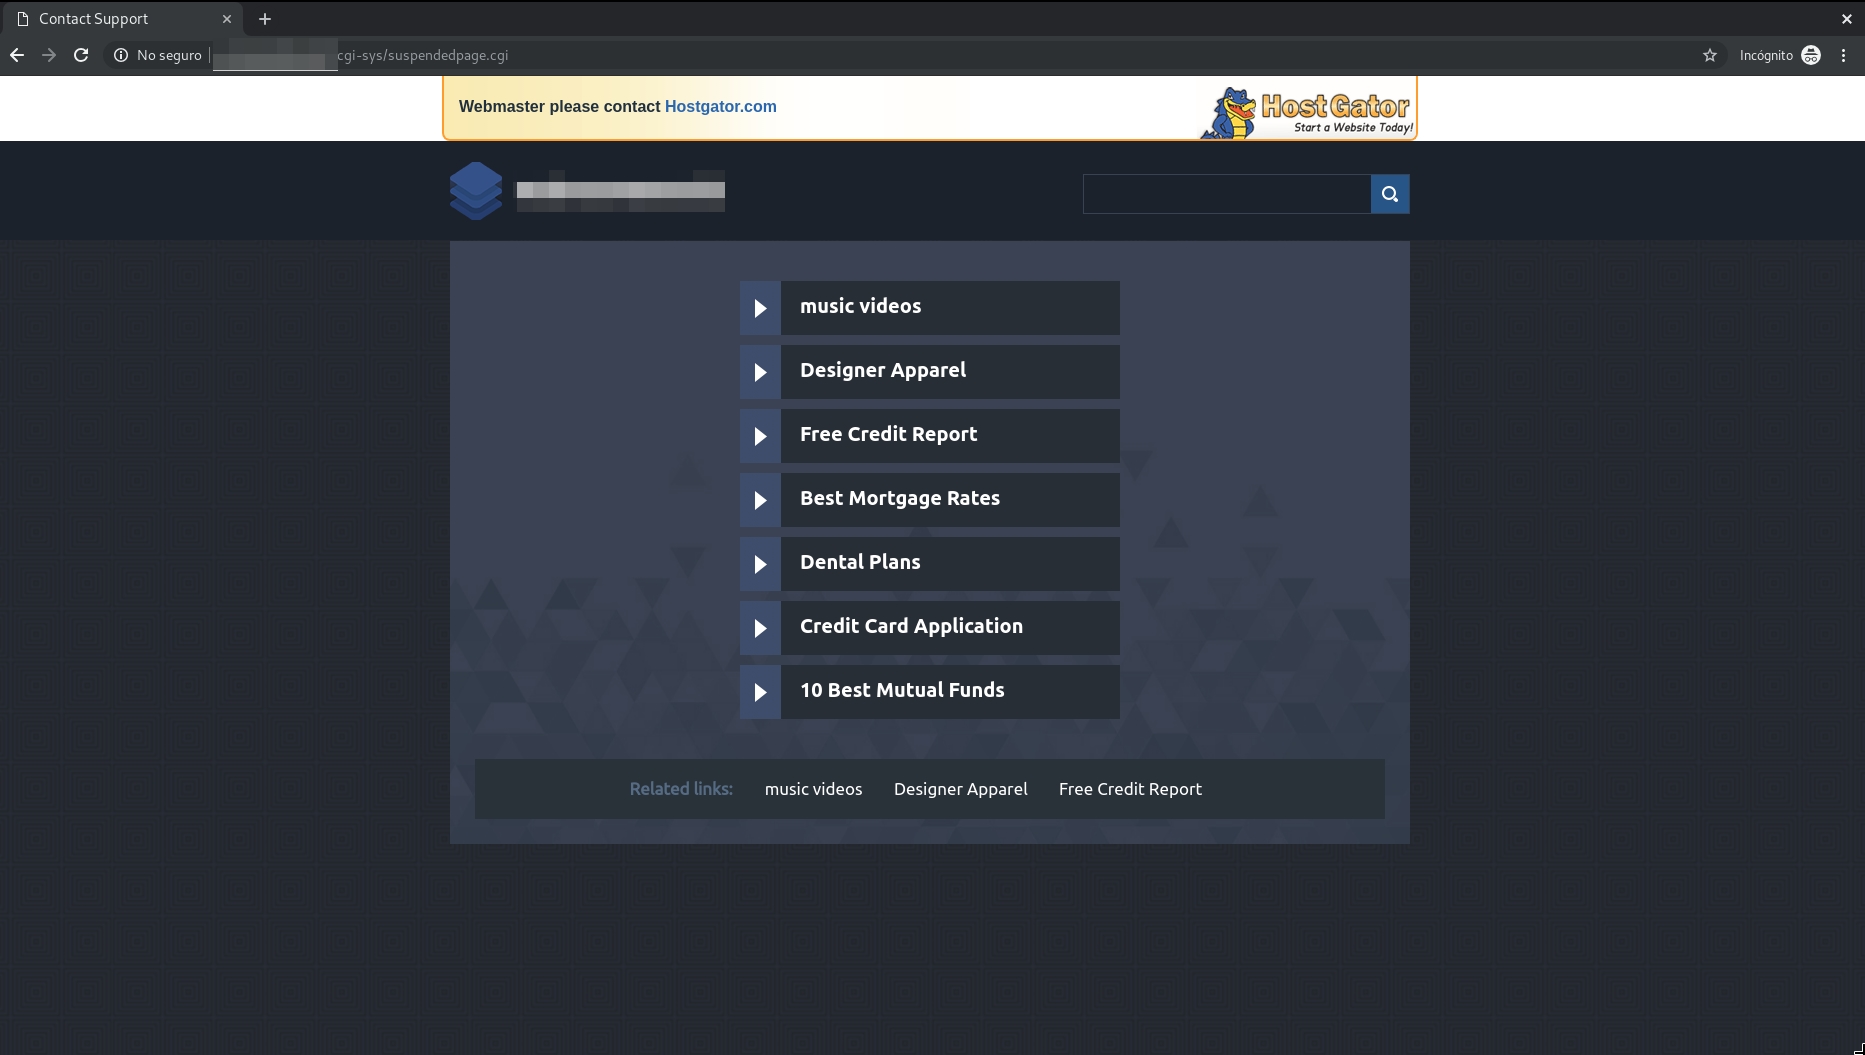 Contact Support
No seguro
cgi-sys/suspendedpage.cgi
Incógnito
Webmaster please contact Hostgator.com
HostGator
Start a Website Today!
music videos
Designer Apparel
Free Credit Report
Best Mortgage Rates
Dental Plans
Credit Card Application
10 Best Mutual Funds
Related links: music videos Designer Apparel Free Credit Report